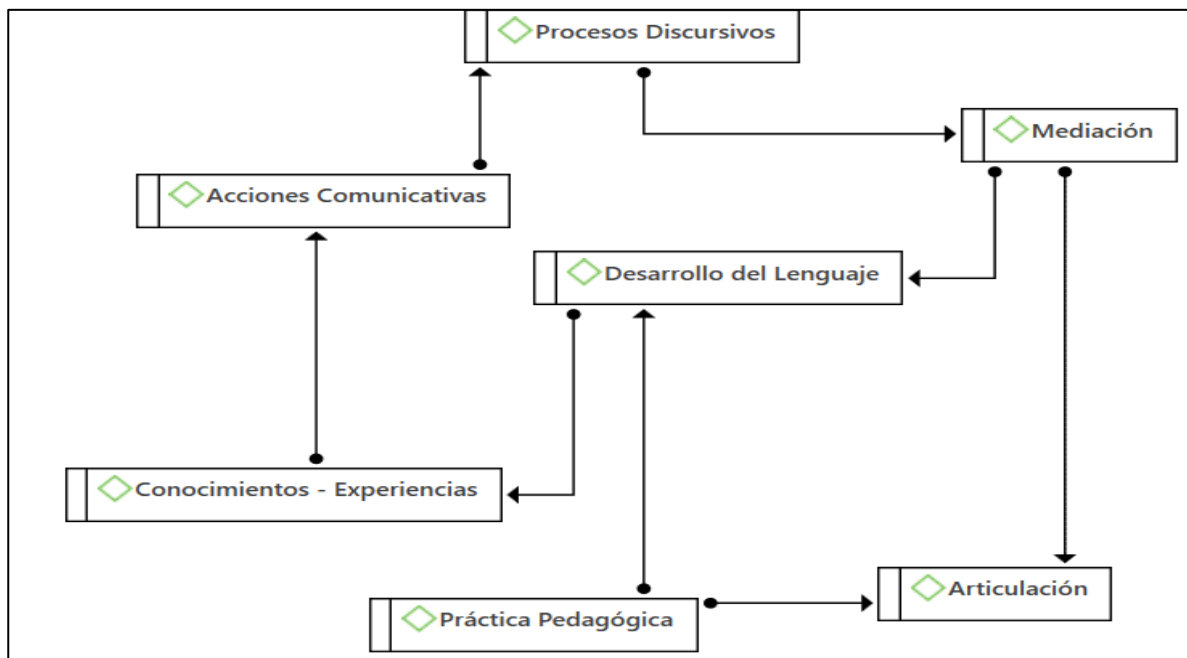 Procesos Discursivos
Mediación
Acciones Comunicativas
Desarrollo del Lenguaje
Conocimientos - Experiencias
Articulación
Práctica Pedagógica